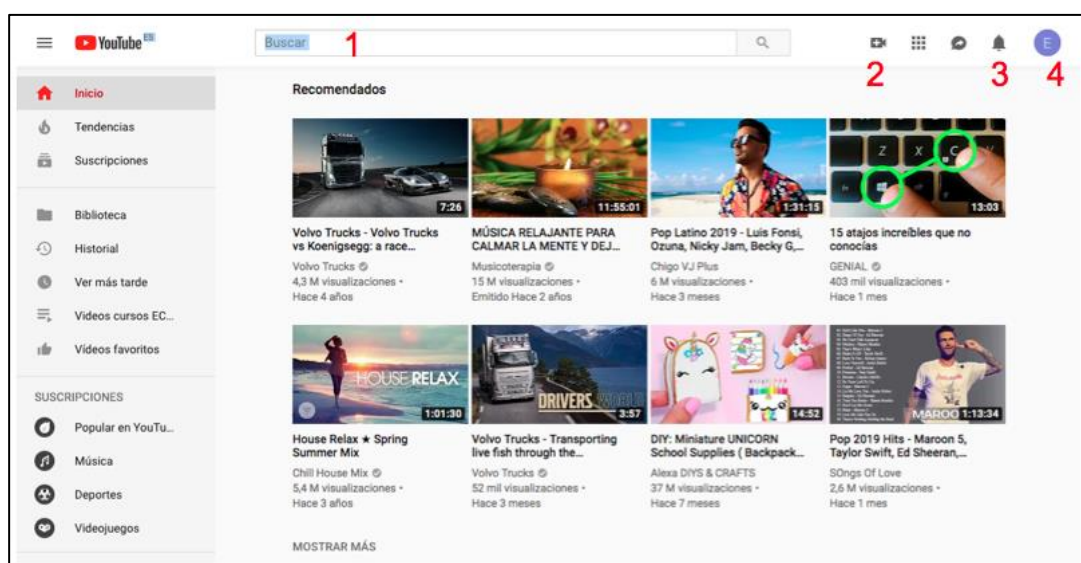 YouTube ES
Buscar
1
2
3
4
Inicio
Tendencias
Suscripciones
Biblioteca
Historial
Ver más tarde
Videos cursos EC...
Vídeos favoritos
SUSCRIPCIONES
Popular en YouTu...
Música
Deportes
Videojuegos
Recomendados
7:26
11:55:01
1:31:15
Z X C V
13:03
Volvo Trucks - Volvo Trucks
vs Koenigsegg: a race...
Volvo Trucks
4,3 M visualizaciones •
Hace 4 años
MÚSICA RELAJANTE PARA
CALMAR LA MENTE Y DEJ...
Musicoterapia
15 M visualizaciones •
Emitido Hace 2 años
Pop Latino 2019 - Luis Fonsi,
Ozuna, Nicky Jam, Becky G,...
Chigo VJ Plus
6 M visualizaciones •
Hace 3 meses
15 atajos increíbles que no
conocías
GENIAL
403 mil visualizaciones •
Hace 1 mes
HOUSE RELAX
1:01:30
DRIVERS WORLD
3:57
14:52
MAROO
1:13:34
House Relax ★ Spring
Summer Mix
Chill House Mix
5,4 M visualizaciones •
Hace 3 años
Volvo Trucks - Transporting
live fish through the...
Volvo Trucks
52 mil visualizaciones •
Hace 3 meses
DIY: Miniature UNICORN
School Supplies ( Backpack...
Alexa DIYS & CRAFTS
37 M visualizaciones •
Hace 7 meses
Pop 2019 Hits - Maroon 5,
Taylor Swift, Ed Sheeran,...
SOngs Of Love
2,6 M visualizaciones •
Hace 1 mes
MOSTRAR MÁS
E